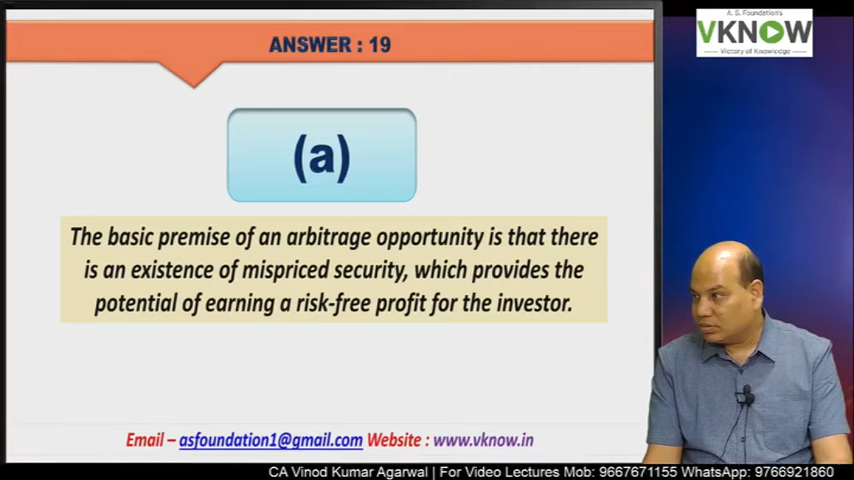 A. S. Foundation's
VKNOW
Victory of Knowledge
ANSWER : 19
(a)
The basic premise of an arbitrage opportunity is that there
is an existence of mispriced security, which provides the
potential of earning a risk-free profit for the investor.
Email – asfoundation1@gmail.com Website : www.vknow.in
CA Vinod Kumar Agarwal | For Video Lectures Mob: 9667671155 WhatsApp: 9766921860